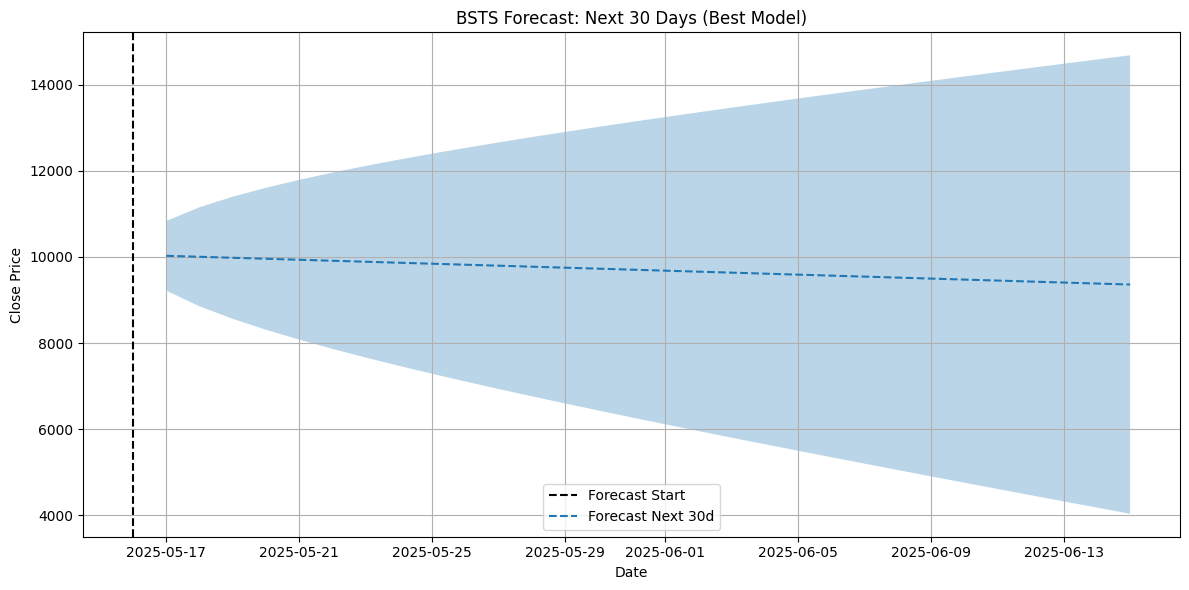 BSTS Forecast: Next 30 Days (Best Model)
Close Price
14000
12000
10000
8000
6000
4000
Forecast Start
Forecast Next 30d
2025-05-17 2025-05-21 2025-05-25 2025-05-29 2025-06-01 2025-06-05 2025-06-09 2025-06-13
Date